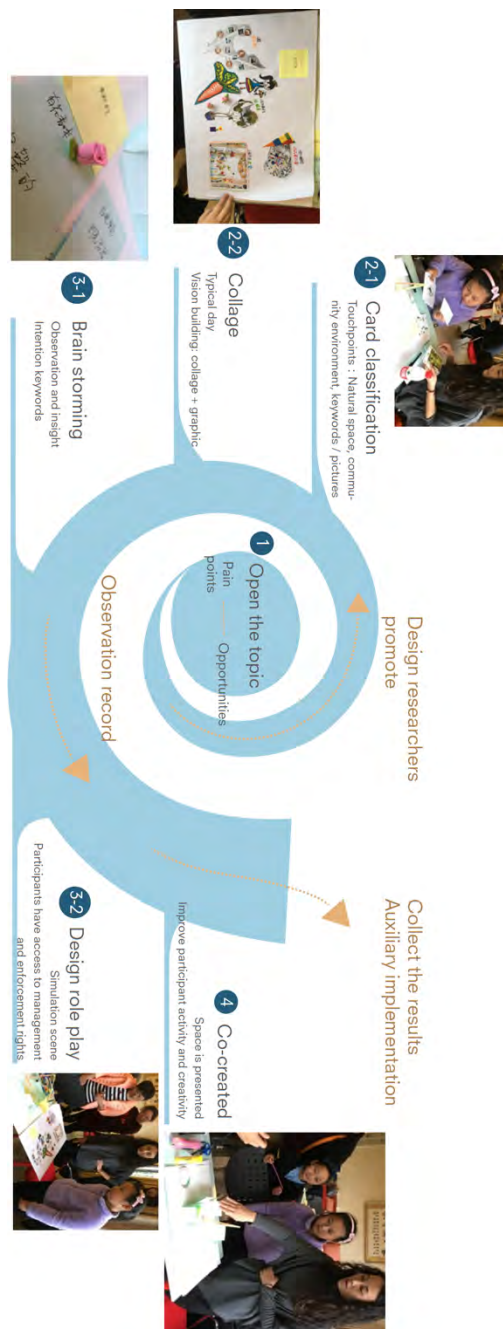 1 Open the topic
Pain
points
Opportunities
2-1 Card classification
Touchpoints : Natural space, commu-
nity environment, keywords / pictures
2-2 Collage
Typical day
Vision building: collage + graphic
3-1 Brain storming
Observation and insight
Intention keywords
Design researchers
promote
Observation record
3-2 Design role play
Simulation scene
Participants have access to management
and enforcement rights
4 Co-created
Space is presented
Improve participant activity and creativity
Collect the results
Auxiliary implementation